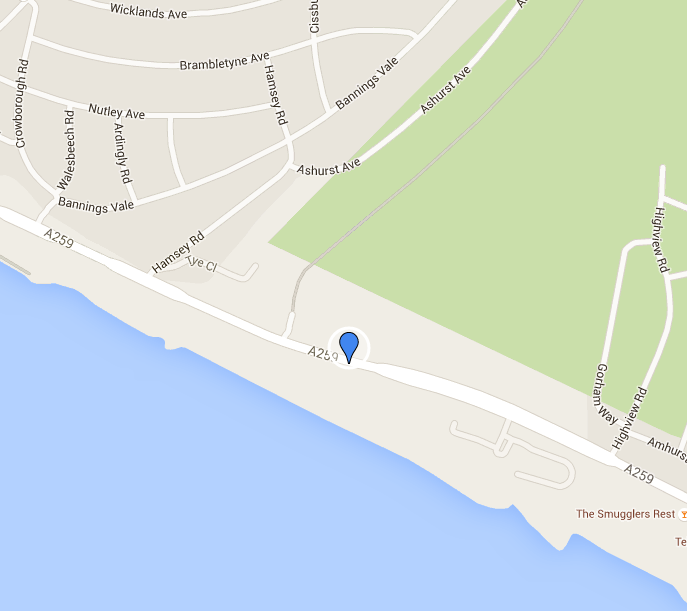 Wicklands Ave
Cissbu
A
Brambletyne Ave
Crowborough Rd
Hamsey Rd
Bannings Vale
Ashurst Ave
Nutley Ave
Walesbeech Rd
Ardingly Rd
Ashurst Ave
Bannings Vale
Highview Rd
A259
Hamsey Rd
Tye Cl
A259
Gorham Way
Highview Rd
Amhurs
A259
The Smugglers Rest
Te